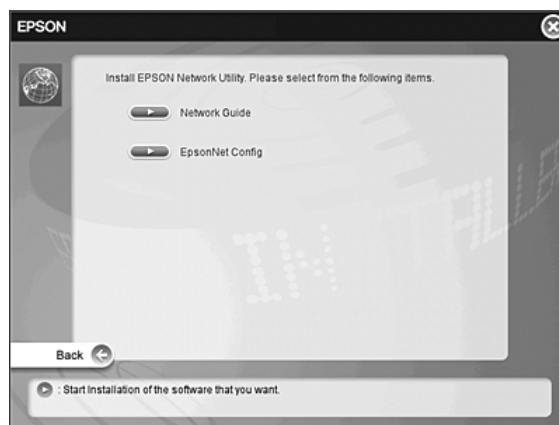 EPSON
Install EPSON Network Utility. Please select from the following items.
Network Guide
EpsonNet Config
Back
: Start Installation of the software that you want.